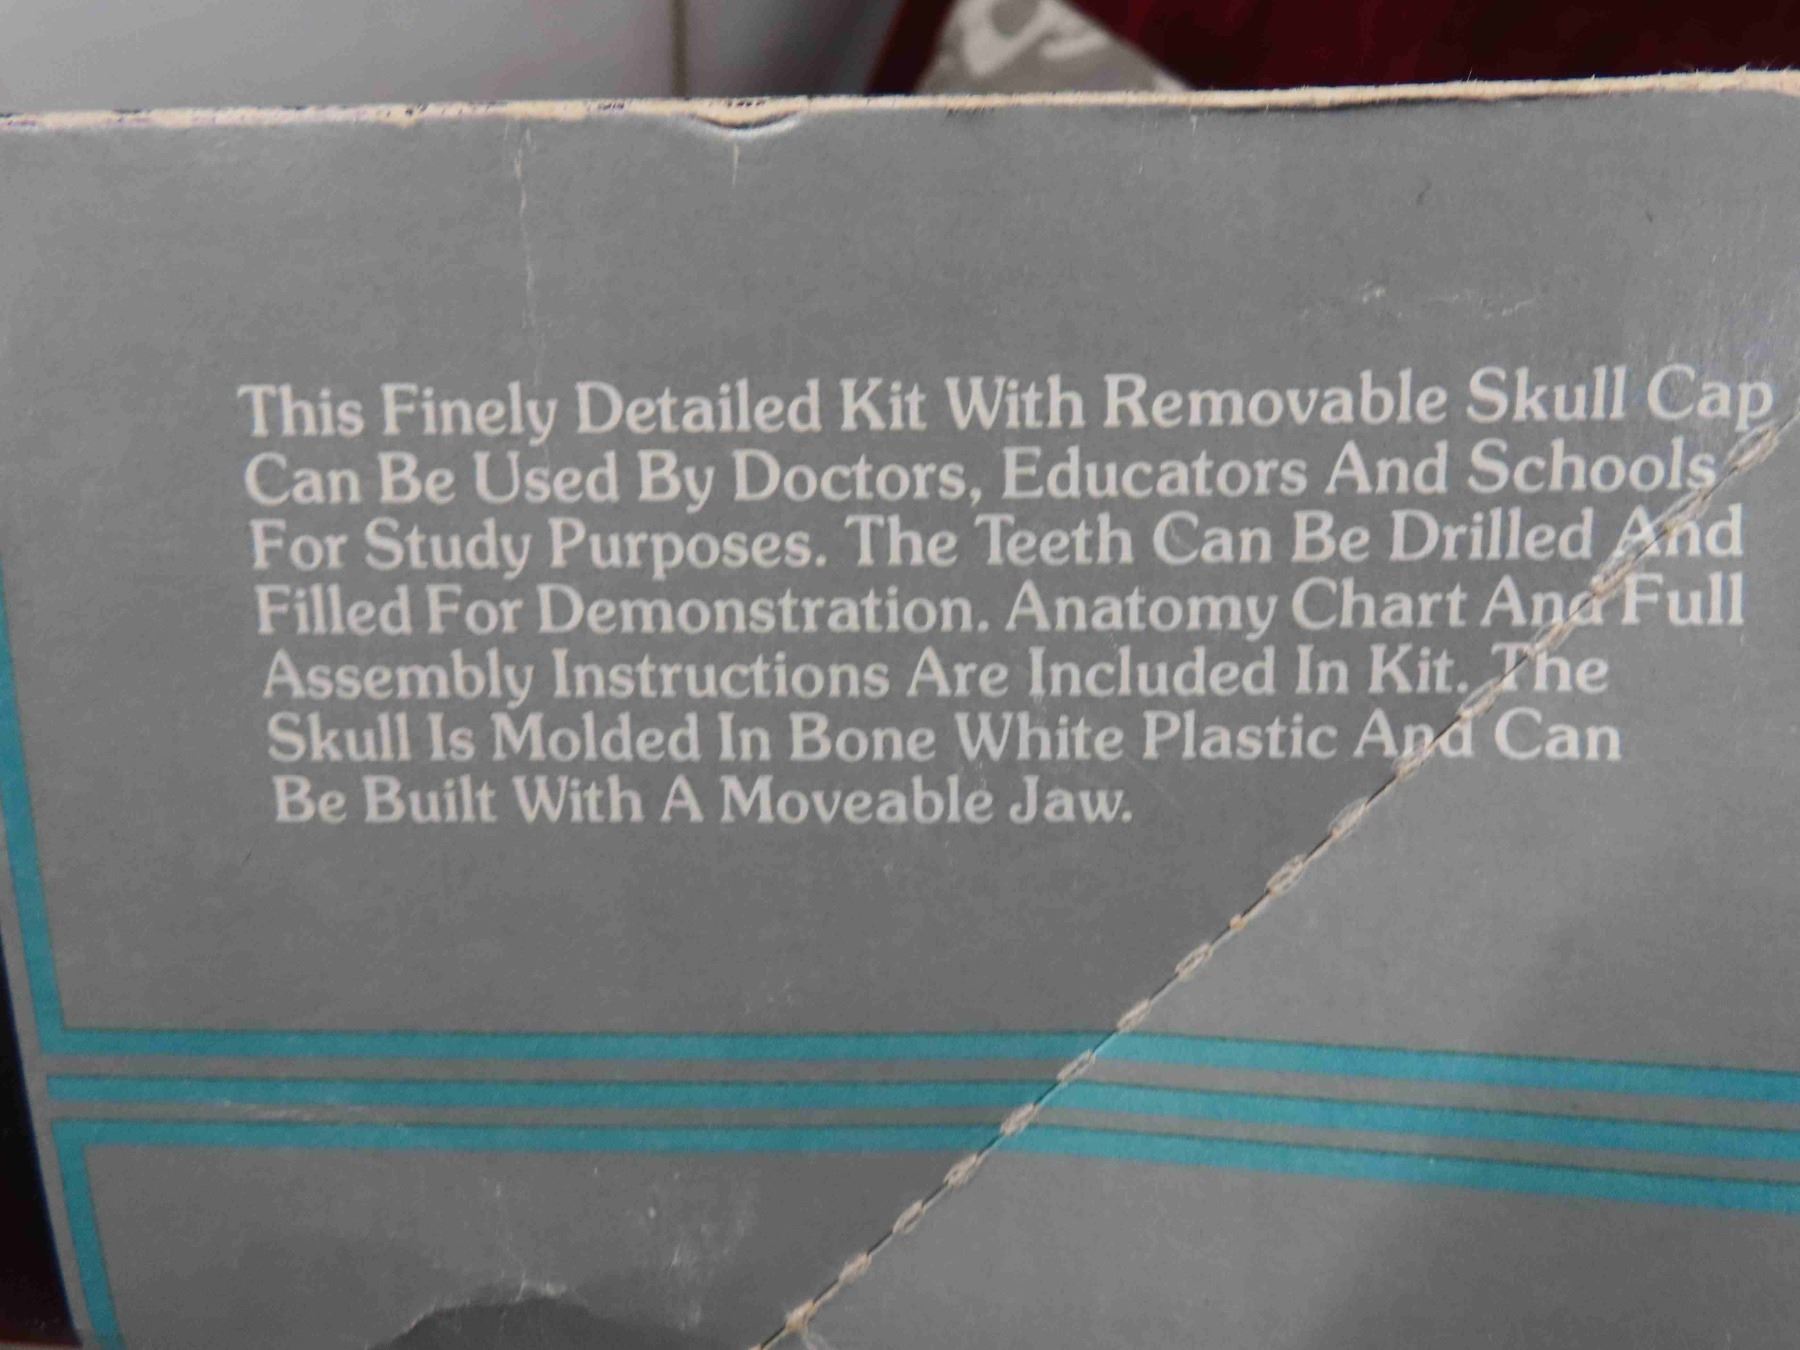 This Finely Detailed Kit With Removable Skull Cap
Can Be Used By Doctors, Educators And Schools
For Study Purposes. The Teeth Can Be Drilled And
Filled For Demonstration. Anatomy Chart And Full
Assembly Instructions Are Included In Kit. The
Skull Is Molded In Bone White Plastic And Can
Be Built With A Moveable Jaw.